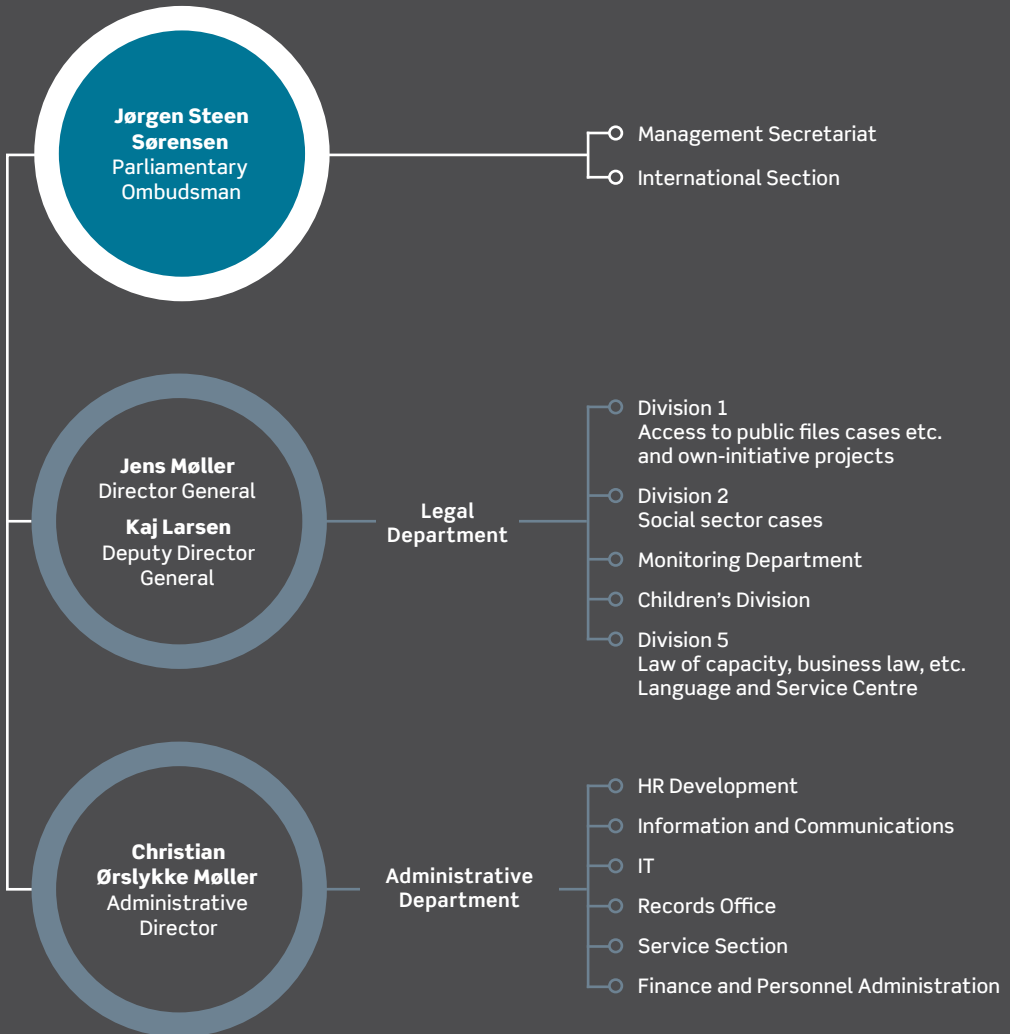 Jørgen Steen
Sørensen
Parliamentary
Ombudsman
Management Secretariat
International Section
Jens Møller
Director General
Kaj Larsen
Deputy Director
General
Legal
Department
Division 1
Access to public files cases etc.
and own-initiative projects
Division 2
Social sector cases
Monitoring Department
Children’s Division
Division 5
Law of capacity, business law, etc.
Language and Service Centre
Christian
Ørslykke Møller
Administrative
Director
Administrative
Department
HR Development
Information and Communications
IT
Records Office
Service Section
Finance and Personnel Administration